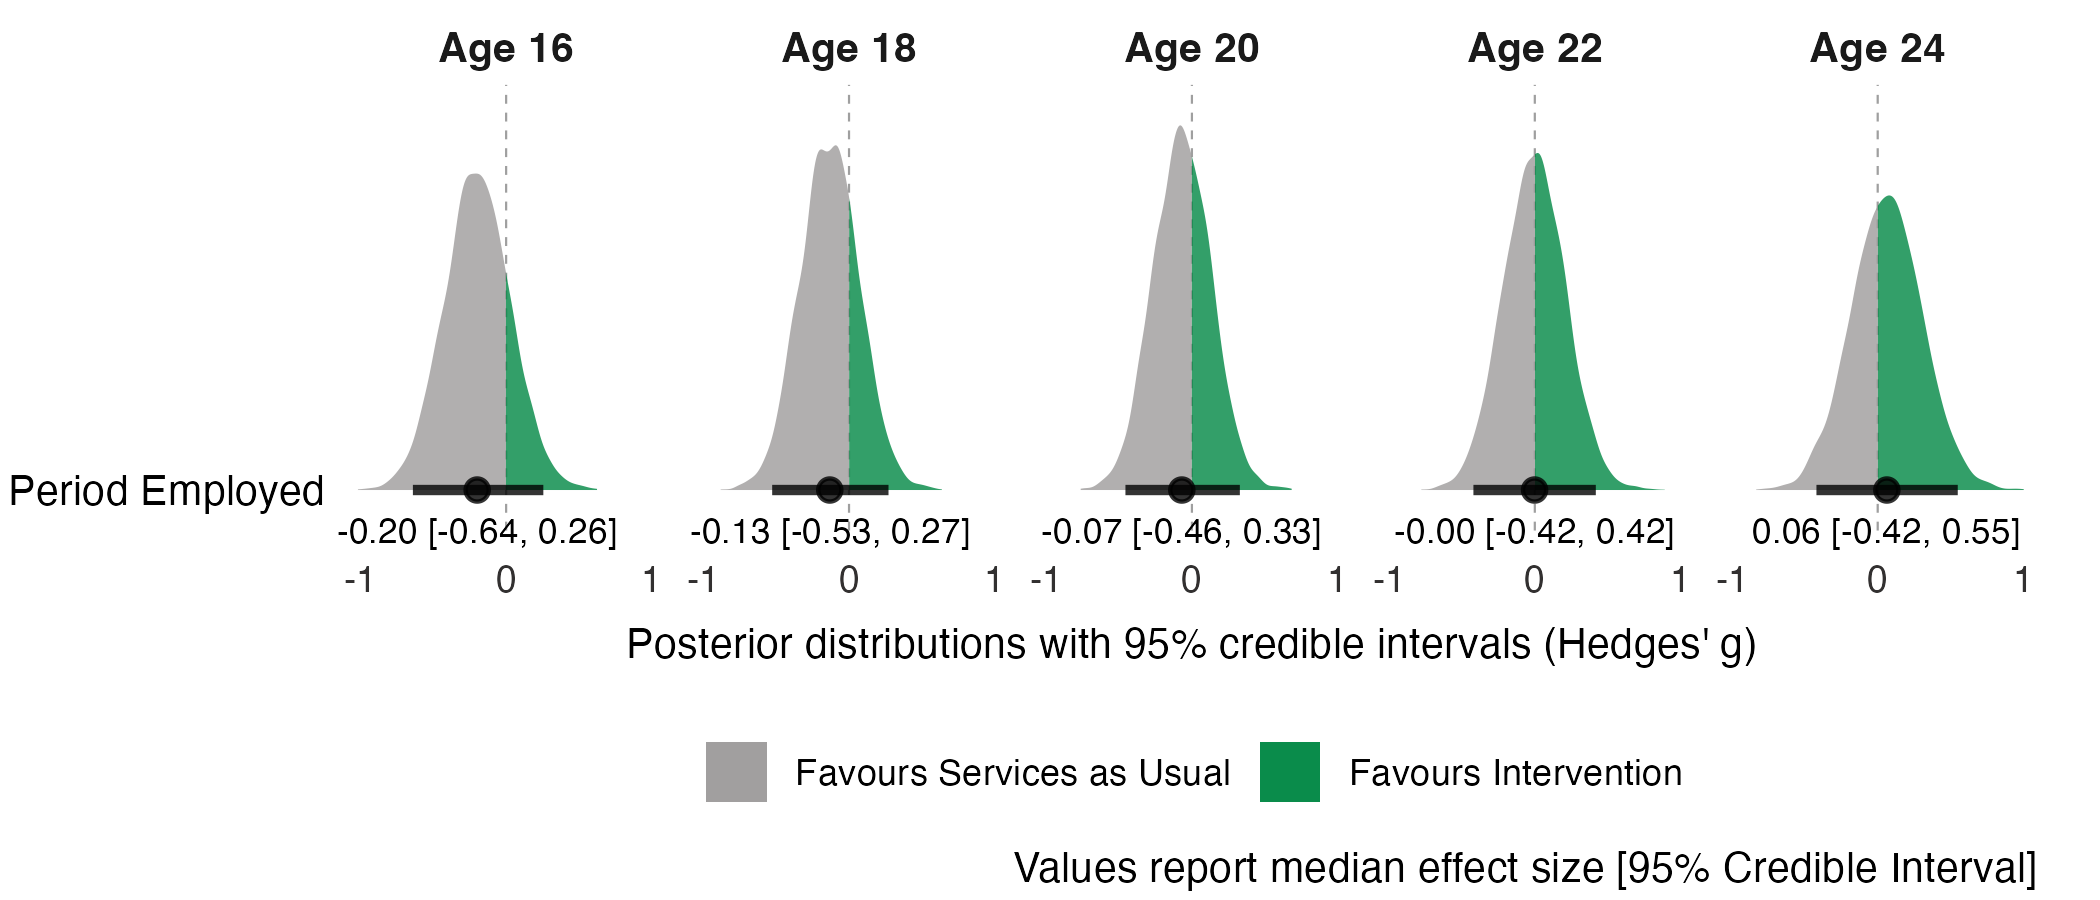 Age 16 Age 18 Age 20 Age 22 Age 24
Period Employed
-0.20 [-0.64, 0.26] -0.13 [-0.53, 0.27] -0.07 [-0.46, 0.33] -0.00 [-0.42, 0.42] 0.06 [-0.42, 0.55]
-1 0 1 -1 0 1 -1 0 1 -1 0 1 -1 0 1
Posterior distributions with 95% credible intervals (Hedges' g)
Favours Services as Usual Favours Intervention
Values report median effect size [95% Credible Interval]